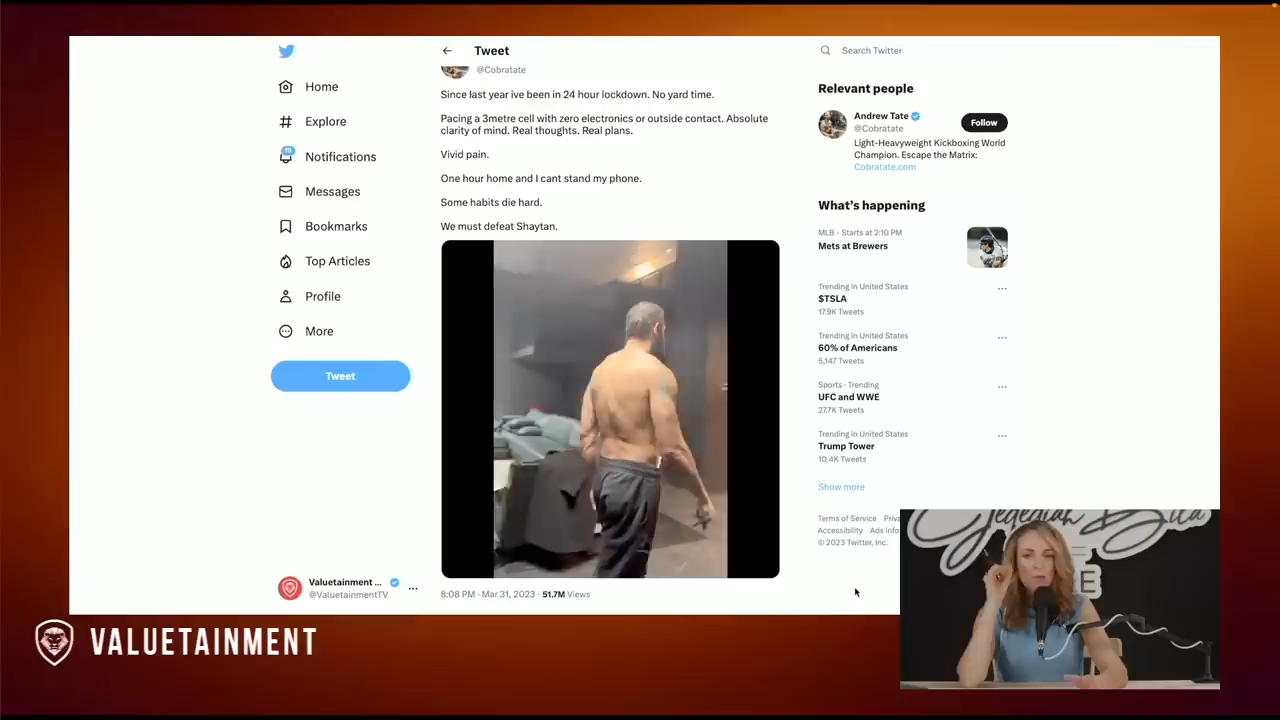 Tweet
Search Twitter
@Cobratate
Home
Explore
19
Notifications
Messages
Bookmarks
Top Articles
Profile
More
Tweet
Since last year ive been in 24 hour lockdown. No yard time.
Pacing a 3metre cell with zero electronics or outside contact. Absolute
clarity of mind. Real thoughts. Real plans.
Vivid pain.
One hour home and I cant stand my phone.
Some habits die hard.
We must defeat Shaytan.
8:08 PM · Mar 31, 2023 · 51.7M Views
Relevant people
Andrew Tate
@Cobratate
Follow
Light-Heavyweight Kickboxing World
Champion. Escape the Matrix:
Cobratate.com
What's happening
MLB · Starts at 2:10 PM
Mets at Brewers
Trending in United States
$TSLA
17.9K Tweets
Trending in United States
60% of Americans
5,147 Tweets
Sports · Trending
UFC and WWE
27.7K Tweets
Trending in United States
Trump Tower
10.4K Tweets
Show more
Terms of Service
Accessibility Ads info
© 2023 Twitter, Inc.
Valuetainment ...
@ValuetainmentTV
VALUETAINMENT
Jedediah Bila